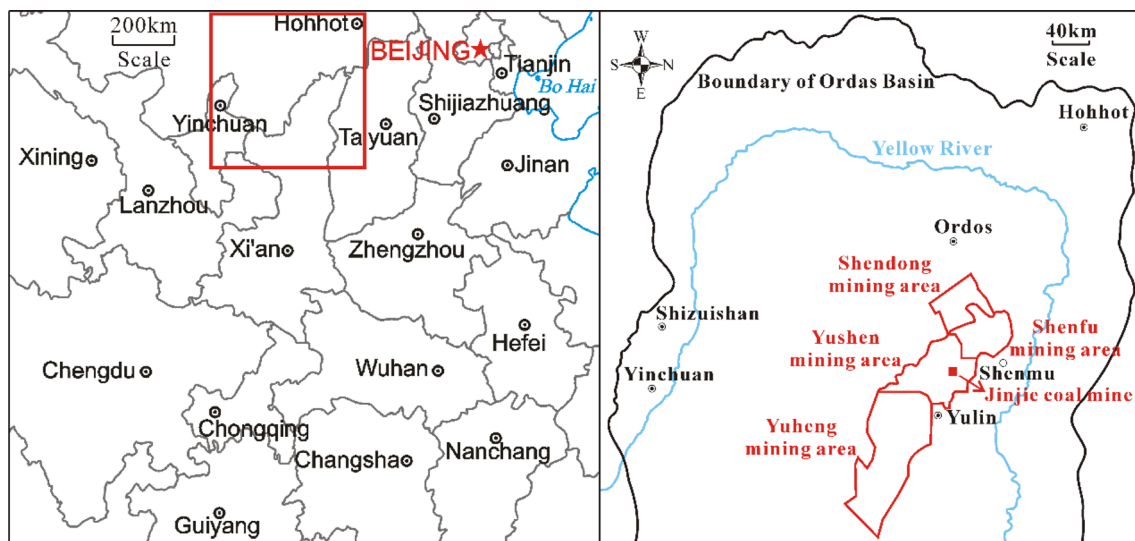 200km
Scale
Hohhot
BEIJING
Tianjin
Bo Hai
Shijiazhuang
Yinchuan
Taiyuan
Xining
Jinan
Lanzhou
Xi'an
Zhengzhou
Hefei
Chengdu
Wuhan
Chongqing
Changsha
Nanchang
Guiyang
W
S
N
E
40km
Scale
Boundary of Ordas Basin
Hohhot
Yellow River
Ordos
Shendong
mining area
Shizuishan
Yushen
mining area
Shenfu
mining area
Yinchuan
Shenmu
Jinjie coal mine
Yulin
Yuheng
mining area